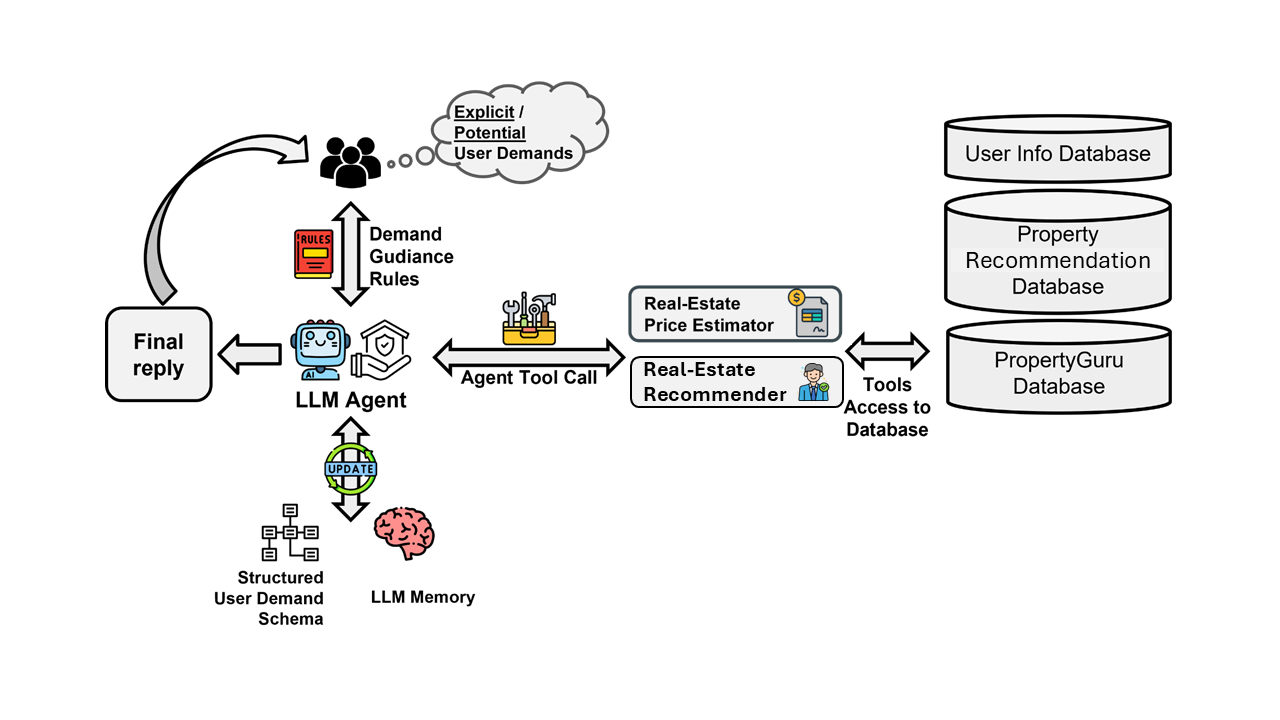 Explicit /
Potential
User Demands
RULES
Demand
Gudiance
Rules
Final
reply
AI
LLM Agent
UPDATE
Structured
User Demand
Schema
LLM Memory
Agent Tool Call
Real-Estate
Price Estimator
$
Real-Estate
Recommender
Tools
Access to
Database
User Info Database
Property
Recommendation
Database
PropertyGuru
Database